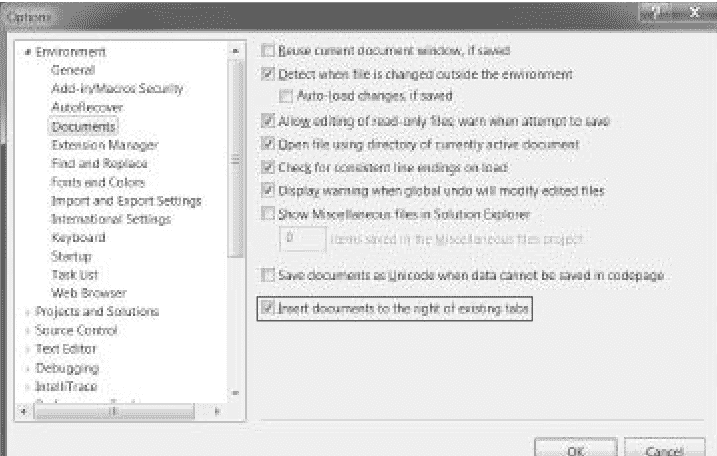 Options
Environment
General
Add-in/Macros Security
AutoRecover
Documents
Extension Manager
Find and Replace
Fonts and Colors
Import and Export Settings
International Settings
Keyboard
Startup
Task List
Web Browser
Projects and Solutions
Source Control
Text Editor
Debugging
IntelliTrace
Reuse current document window, if saved
Detect when file is changed outside the environment
Auto-load changes, if saved
Allow editing of read-only files; warn when attempt to save
Open file using directory of currently active document
Check for consistent line endings on load
Display warning when global undo will modify edited files
Show Miscellaneous files in Solution Explorer
0 items saved in the Miscellaneous files project
Save documents as Unicode when data cannot be saved in codepage
Insert documents to the right of existing tabs
OK Cancel